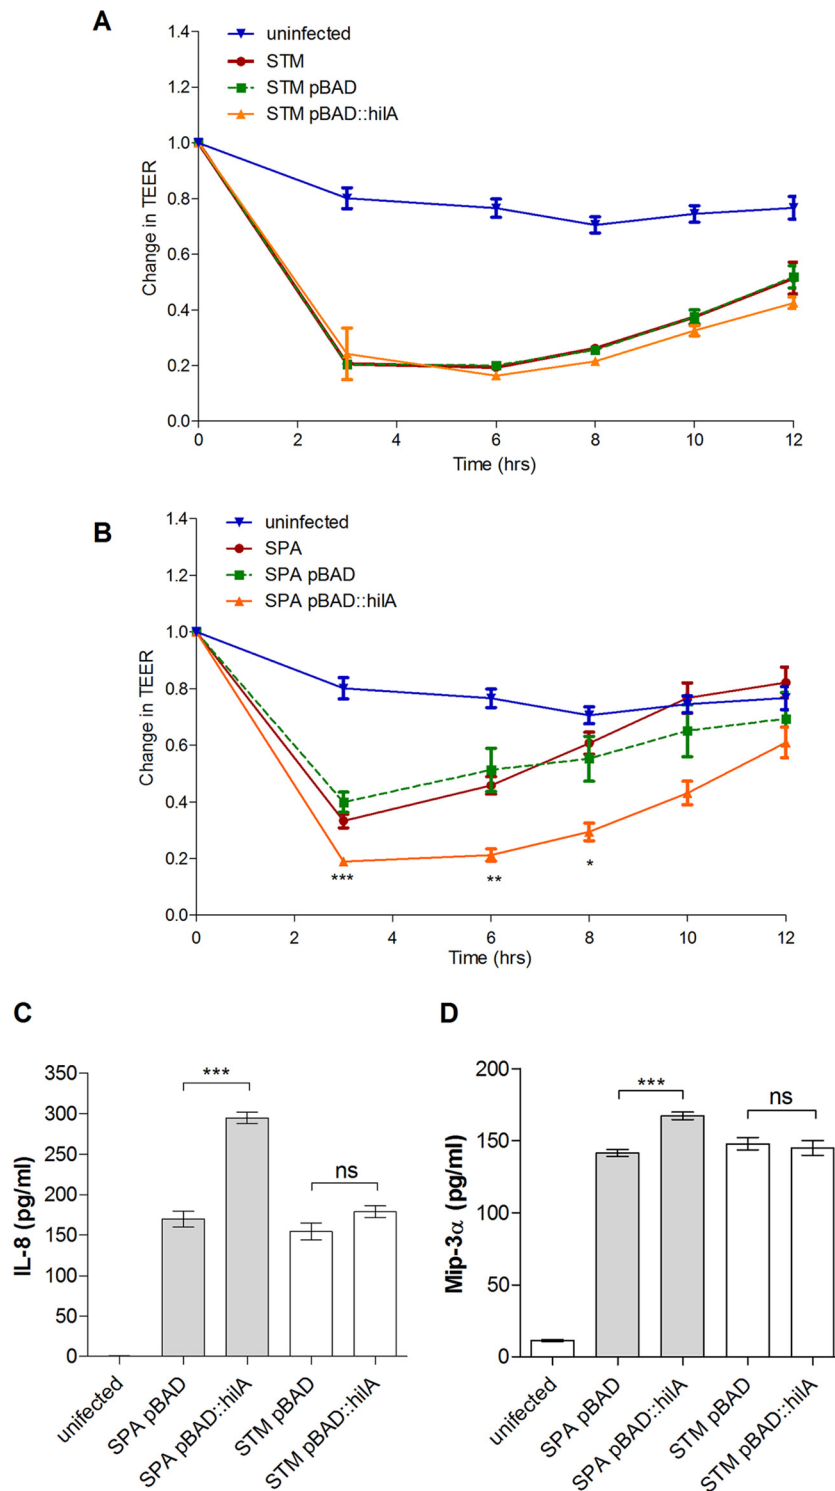 A
uninfected
STM
STM pBAD
STM pBAD::hilA
Change in TEER
1.4
1.2
1.0
0.8
0.6
0.4
0.2
0.0
0 2 4 6 8 10 12
Time (hrs)
B
uninfected
SPA
SPA pBAD
SPA pBAD::hilA
Change in TEER
1.4
1.2
1.0
0.8
0.6
0.4
0.2
0.0
***
**
*
0 2 4 6 8 10 12
Time (hrs)
C
IL-8 (pg/ml)
350
300
250
200
150
100
50
0
***
ns
unifected
SPA pBAD
SPA pBAD::hilA
STM pBAD
STM pBAD::hilA
D
Mip-3α (pg/ml)
200
150
100
50
0
***
ns
uninfected
SPA pBAD
SPA pBAD::hilA
STM pBAD
STM pBAD::hilA